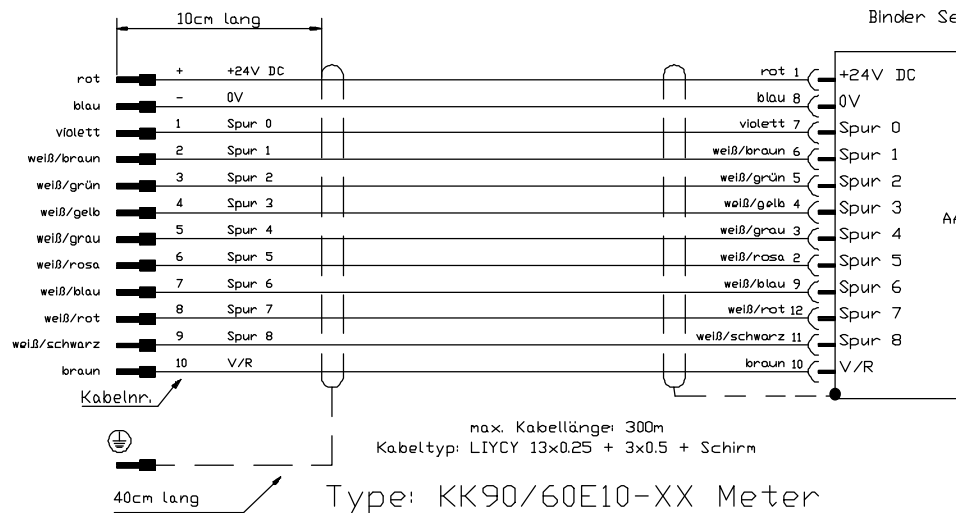 10cm lang
Binder Se
rot + +24V DC rot 1 +24V DC
blau - 0V blau 8 0V
violett 1 Spur 0 violett 7 Spur 0
weiß/braun 2 Spur 1 weiß/braun 6 Spur 1
weiß/grün 3 Spur 2 weiß/grün 5 Spur 2
weiß/gelb 4 Spur 3 weiß/gelb 4 Spur 3
weiß/grau 5 Spur 4 weiß/grau 3 Spur 4
weiß/rosa 6 Spur 5 weiß/rosa 2 Spur 5
weiß/blau 7 Spur 6 weiß/blau 9 Spur 6
weiß/rot 8 Spur 7 weiß/rot 12 Spur 7
weiß/schwarz 9 Spur 8 weiß/schwarz 11 Spur 8
braun 10 V/R braun 10 V/R
Kabelnr.
max. Kabellänge: 300m
Kabeltyp: LIYCY 13x0.25 + 3x0.5 + Schirm
40cm lang
Type: KK90/60E10-XX Meter